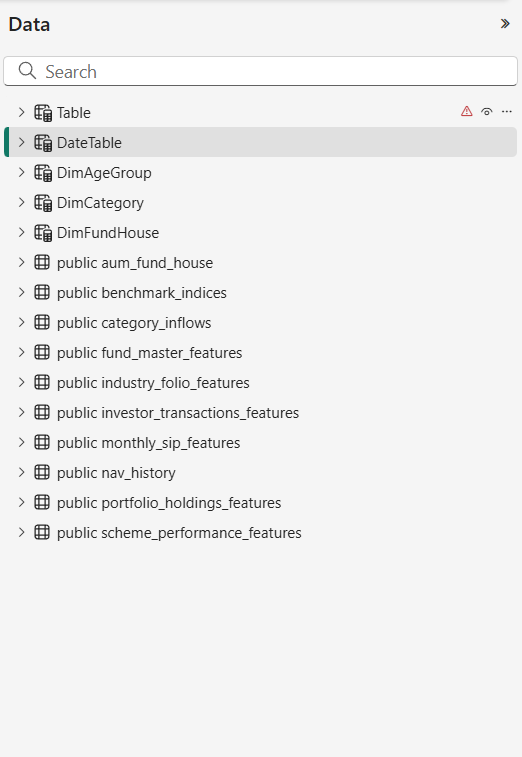 Data
Search
Table
DateTable
DimAgeGroup
DimCategory
DimFundHouse
public aum_fund_house
public benchmark_indices
public category_inflows
public fund_master_features
public industry_folio_features
public investor_transactions_features
public monthly_sip_features
public nav_history
public portfolio_holdings_features
public scheme_performance_features